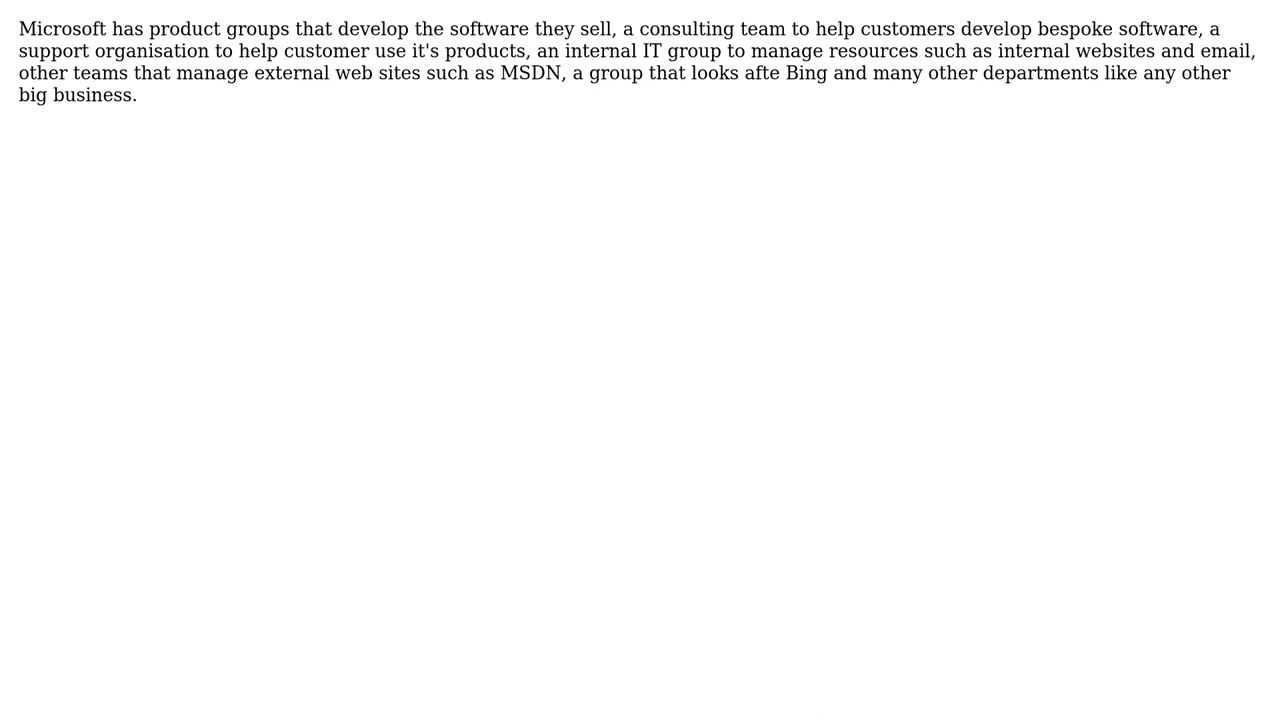 Microsoft has product groups that develop the software they sell, a consulting team to help customers develop bespoke software, a
support organisation to help customer use it's products, an internal IT group to manage resources such as internal websites and email,
other teams that manage external web sites such as MSDN, a group that looks afte Bing and many other departments like any other
big business.